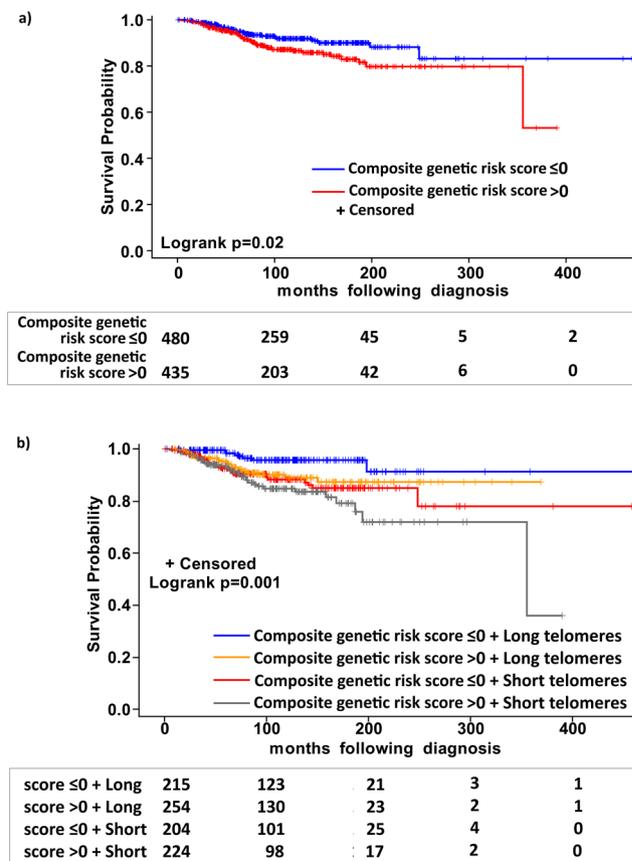 a)
1.0
0.8
0.6
0.4
0.2
0.0
Survival Probability
Composite genetic risk score ≤0
Composite genetic risk score >0
+ Censored
Logrank p=0.02
0 100 200 300 400
months following diagnosis
Composite genetic
risk score ≤0 480 259 45 5 2
Composite genetic
risk score >0 435 203 42 6 0
b)
1.0
0.8
0.6
0.4
0.2
0.0
Survival Probability
+ Censored
Logrank p=0.001
Composite genetic risk score ≤0 + Long telomeres
Composite genetic risk score >0 + Long telomeres
Composite genetic risk score ≤0 + Short telomeres
Composite genetic risk score >0 + Short telomeres
0 100 200 300 400
months following diagnosis
score ≤0 + Long 215 123 21 3 1
score >0 + Long 254 130 23 2 1
score ≤0 + Short 204 101 25 4 0
score >0 + Short 224 98 17 2 0